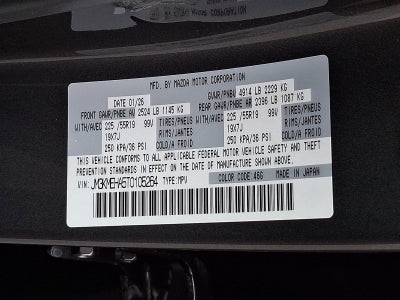 MFD. BY MAZDA MOTOR CORPORATION
DATE 01/26 GVWR/PNBV 4914 LB 2229 KG
FRONT GAWR/PNBE AV 2524 LB 1145 KG REAR GAWR/PNBE AR 2396 LB 1087 KG
WITH/AVEC 225 /55R19 99V TIRES/PNEUS WITH/AVEC 225 /55R19 99V TIRES/PNEUS
19X7J RIMS/JANTES 19X7J RIMS/JANTES
250 KPA/36 PSI COLD/A FROID 250 KPA/36 PSI COLD/A FROID
THIS VEHICLE CONFORMS TO ALL APPLICABLE FEDERAL MOTOR VEHICLE SAFETY, BUMPER, AND THEFT
PREVENTION STANDARDS IN EFFECT ON THE DATE OF MANUFACTURE SHOWN ABOVE.
VIN: TYPE:MPV COLOR CODE 46G MADE IN JAPAN